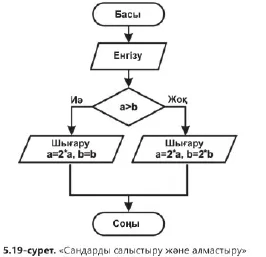 Басы
Енгізу
a>b
Иә
Жоқ
Шығару
a=2*a, b=b
Шығару
a=2*a, b=2*b
Соңы
5.19-сурет. «Сандарды салыстыру және алмастыру»